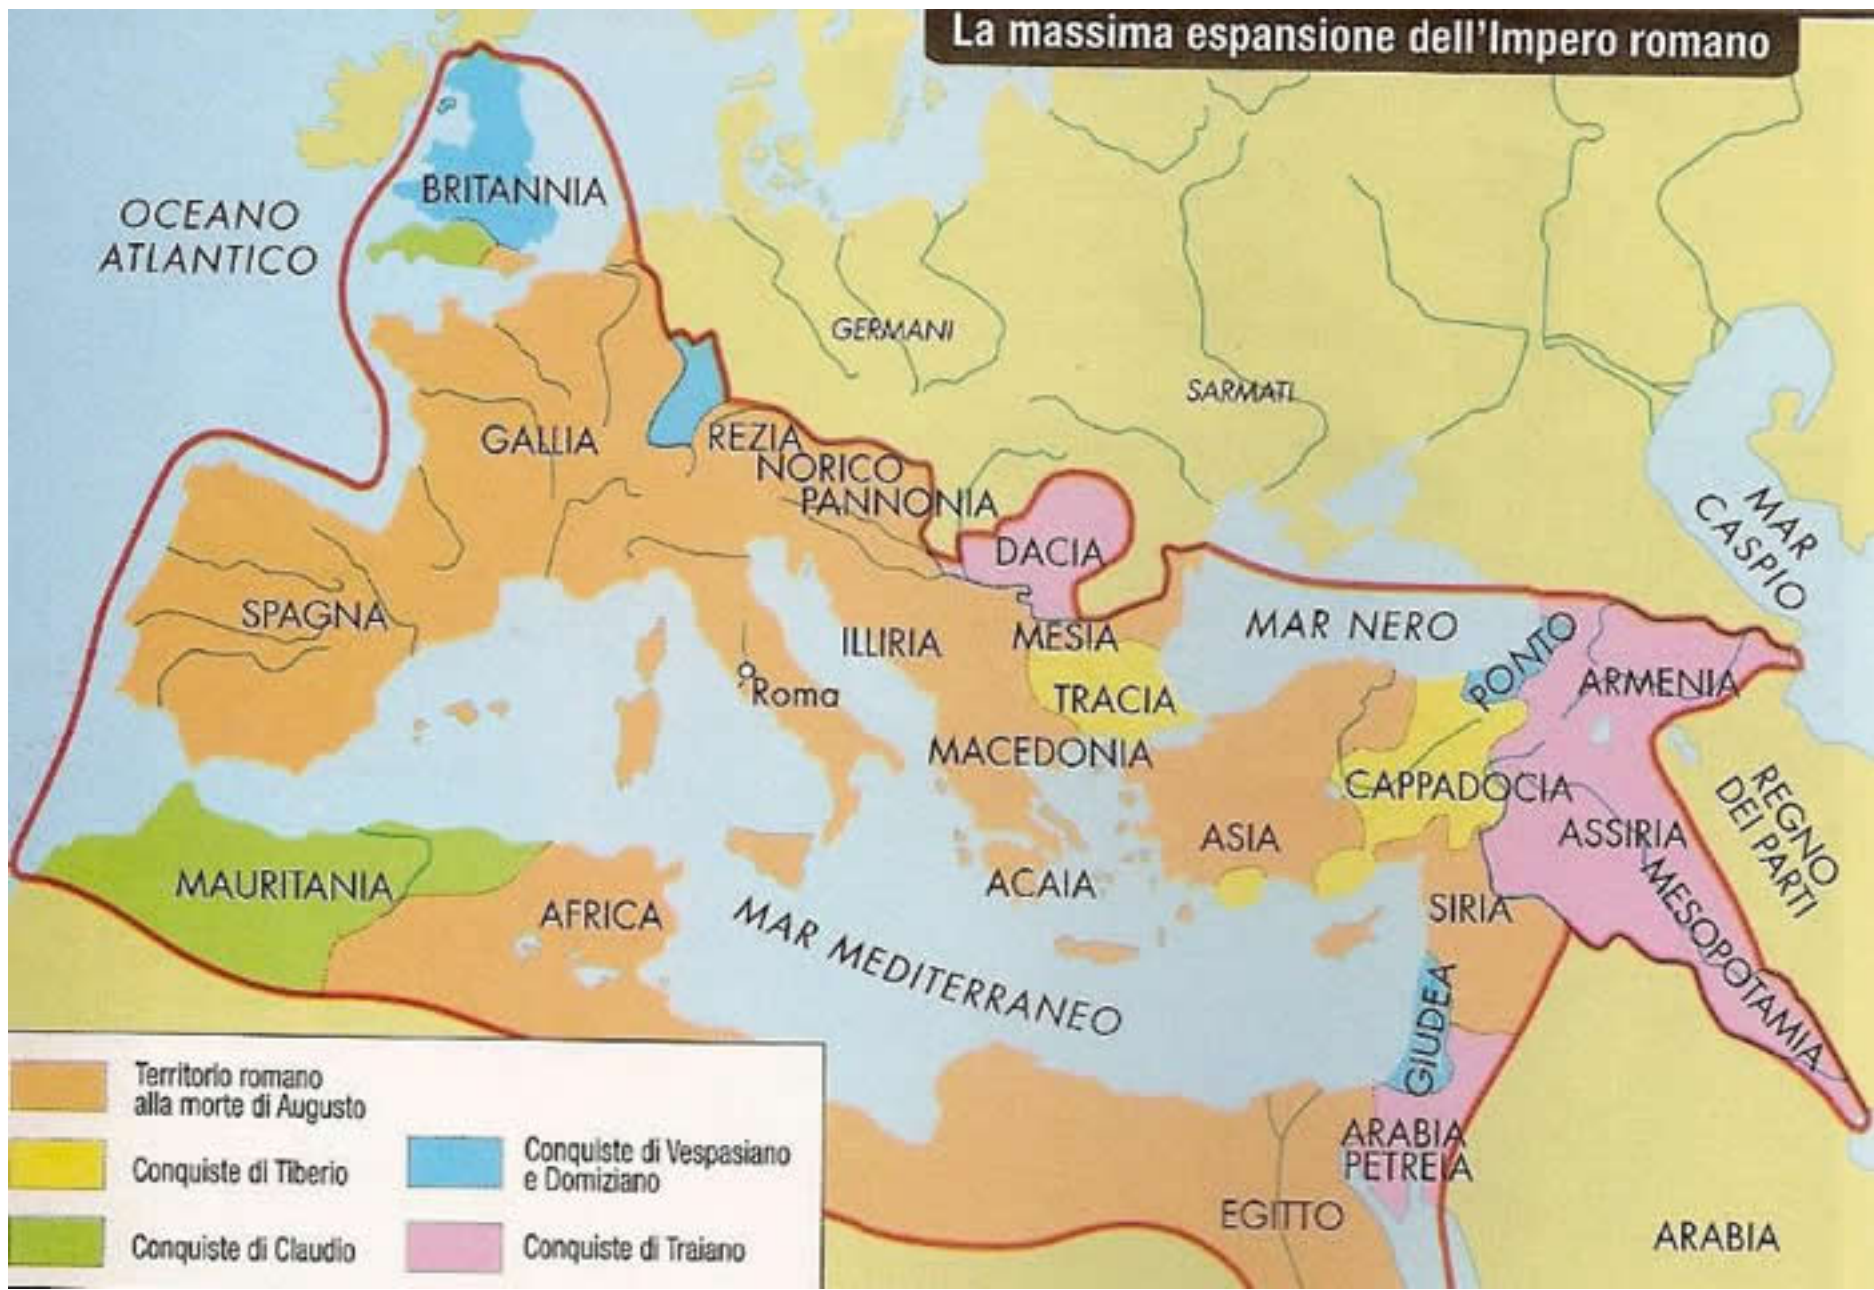 La massima espansione dell'Impero romano
OCEANO
ATLANTICO
BRITANNIA
GERMANI
SARMATI
GALLIA
REZIA
NORICO
PANNONIA
DACIA
MAR
CASPIO
SPAGNA
ILLIRIA
MESIA
MAR NERO
PONTO
ARMENIA
Roma
TRACIA
MACEDONIA
CAPPADOCIA
REGNO
DEI PARTI
ASIA
ASSIRIA
MAURITANIA
AFRICA
ACAIA
SIRIA
MESOPOTAMIA
MAR MEDITERRANEO
GIUDEA
ARABIA
PETREIA
EGITTO
ARABIA
Territorio romano
alla morte di Augusto
Conquiste di Tiberio
Conquiste di Claudio
Conquiste di Vespasiano
e Domiziano
Conquiste di Traiano